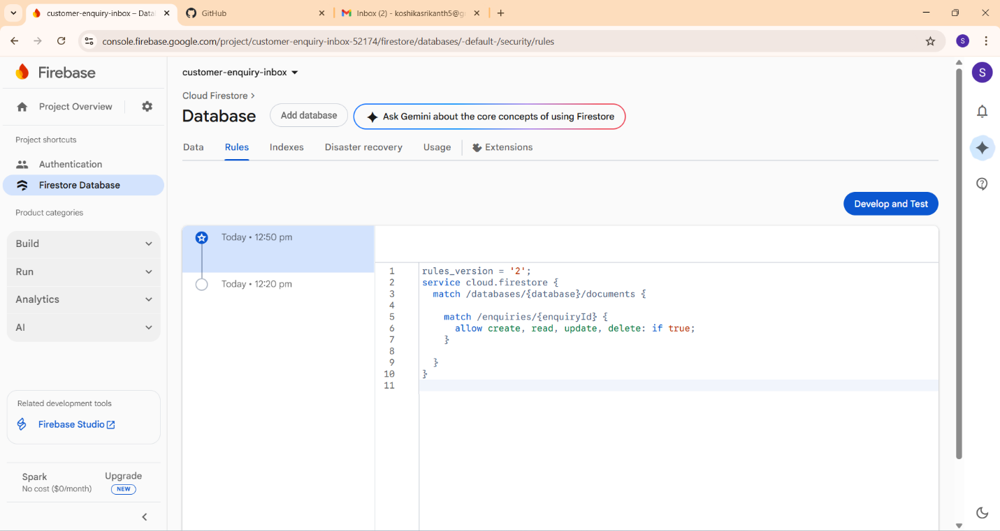 customer-enquiry-inbox – Data
GitHub
Inbox (2) - koshikasrikanth5@g
console.firebase.google.com/project/customer-enquiry-inbox-52174/firestore/databases/-default-/security/rules
S
Firebase
customer-enquiry-inbox
S
Project Overview
Cloud Firestore
Database
Add database
Ask Gemini about the core concepts of using Firestore
Project shortcuts
Data
Rules
Indexes
Disaster recovery
Usage
Extensions
Authentication
Firestore Database
Product categories
Develop and Test
Build
Run
Analytics
AI
Today • 12:50 pm
Today • 12:20 pm
1 rules_version = '2';
2 service cloud.firestore {
3 match /databases/{database}/documents {
4
5 match /enquiries/{enquiryId} {
6 allow create, read, update, delete: if true;
7 }
8
9 }
10 }
11
Related development tools
Firebase Studio
Spark
No cost ($0/month)
Upgrade
NEW